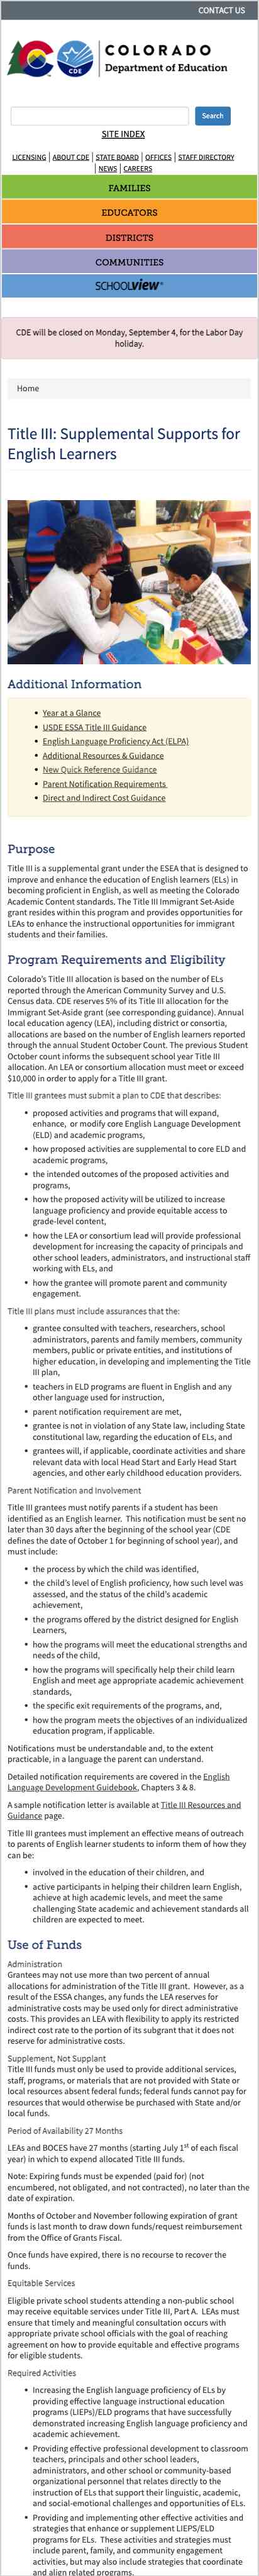 CONTACT US
COLORADO
Department of Education
CDE
Search
SITE INDEX
LICENSING | ABOUT CDE | STATE BOARD | OFFICES | STAFF DIRECTORY
| NEWS | CAREERS
FAMILIES
EDUCATORS
DISTRICTS
COMMUNITIES
SCHOOLVIEW®
CDE will be closed on Monday, September 4, for the Labor Day
holiday.
Home
Title III: Supplemental Supports for
English Learners
Additional Information
• Year at a Glance
• USDE ESSA Title III Guidance
• English Language Proficiency Act (ELPA)
• Additional Resources & Guidance
• New Quick Reference Guidance
• Parent Notification Requirements
• Direct and Indirect Cost Guidance
Purpose
Title III is a supplemental grant under the ESEA that is designed to
improve and enhance the education of English learners (ELs) in
becoming proficient in English, as well as meeting the Colorado
Academic Content standards. The Title III Immigrant Set-Aside
grant resides within this program and provides opportunities for
LEAs to enhance the instructional opportunities for immigrant
students and their families.
Program Requirements and Eligibility
Colorado's Title III allocation is based on the number of ELs
reported through the American Community Survey and U.S.
Census data. CDE reserves 5% of its Title III allocation for the
Immigrant Set-Aside grant (see corresponding guidance). Annual
local education agency (LEA), including district or consortia,
allocations are based on the number of English learners reported
through the annual Student October Count. The previous Student
October count informs the subsequent school year Title III
allocation. An LEA or consortium allocation must meet or exceed
$10,000 in order to apply for a Title III grant.
Title III grantees must submit a plan to CDE that describes:
• proposed activities and programs that will expand,
enhance, or modify core English Language Development
(ELD) and academic programs,
• how proposed activities are supplemental to core ELD and
academic programs,
• the intended outcomes of the proposed activities and
programs,
• how the proposed activity will be utilized to increase
language proficiency and provide equitable access to
grade-level content,
• how the LEA or consortium lead will provide professional
development for increasing the capacity of principals and
other school leaders, administrators, and instructional staff
working with ELs, and
• how the grantee will promote parent and community
engagement.
Title III plans must include assurances that the:
• grantee consulted with teachers, researchers, school
administrators, parents and family members, community
members, public or private entities, and institutions of
higher education, in developing and implementing the Title
III plan,
• teachers in ELD programs are fluent in English and any
other language used for instruction,
• parent notification requirement are met,
• grantee is not in violation of any State law, including State
constitutional law, regarding the education of ELs, and
• grantees will, if applicable, coordinate activities and share
relevant data with local Head Start and Early Head Start
agencies, and other early childhood education providers.
Parent Notification and Involvement
Title III grantees must notify parents if a student has been
identified as an English learner. This notification must be sent no
later than 30 days after the beginning of the school year (CDE
defines the date of October 1 for beginning of school year), and
must include:
• the process by which the child was identified,
• the child's level of English proficiency, how such level was
assessed, and the status of the child's academic
achievement,
• the programs offered by the district designed for English
Learners,
• how the programs will meet the educational strengths and
needs of the child,
• how the programs will specifically help their child learn
English and meet age appropriate academic achievement
standards,
• the specific exit requirements of the programs, and,
• how the program meets the objectives of an individualized
education program, if applicable.
Notifications must be understandable and, to the extent
practicable, in a language the parent can understand.
Detailed notification requirements are covered in the English
Language Development Guidebook, Chapters 3 & 8.
A sample notification letter is available at Title III Resources and
Guidance page.
Title III grantees must implement an effective means of outreach
to parents of English learner students to inform them of how they
can be:
• involved in the education of their children, and
• active participants in helping their children learn English,
achieve at high academic levels, and meet the same
challenging State academic and achievement standards all
children are expected to meet.
Use of Funds
Administration
Grantees may not use more than two percent of annual
allocations for administration of the Title III grant. However, as a
result of the ESSA changes, any funds the LEA reserves for
administrative costs may be used only for direct administrative
costs. This provides an LEA with flexibility to apply its restricted
indirect cost rate to the portion of its subgrant that it does not
reserve for administrative costs.
Supplement, Not Supplant
Title III funds must only be used to provide additional services,
staff, programs, or materials that are not provided with State or
local resources absent federal funds; federal funds cannot pay for
resources that would otherwise be purchased with State and/or
local funds.
Period of Availability 27 Months
LEAs and BOCES have 27 months (starting July 1st of each fiscal
year) in which to expend allocated Title III funds.
Note: Expiring funds must be expended (paid for) (not
encumbered, not obligated, and not contracted), no later than the
date of expiration.
Months of October and November following expiration of grant
funds is last month to draw down funds/request reimbursement
from the Office of Grants Fiscal.
Once funds have expired, there is no recourse to recover the
funds.
Equitable Services
Eligible private school students attending a non-public school
may receive equitable services under Title III, Part A. LEAs must
ensure that timely and meaningful consultation occurs with
appropriate private school officials with the goal of reaching
agreement on how to provide equitable and effective programs
for eligible students.
Required Activities
• Increasing the English language proficiency of ELs by
providing effective language instructional education
programs (LIEPs)/ELD programs that have successfully
demonstrated increasing English language proficiency and
academic achievement.
• Providing effective professional development to classroom
teachers, principals and other school leaders,
administrators, and other school or community-based
organizational personnel that relates directly to the
instruction of ELs that support their linguistic, academic,
and social-emotional challenges and opportunities of ELs.
• Providing and implementing other effective activities and
strategies that enhance or supplement LIEPS/ELD
programs for ELs. These activities and strategies must
include parent, family, and community engagement
activities, but may also include strategies that coordinate
and align related programs.